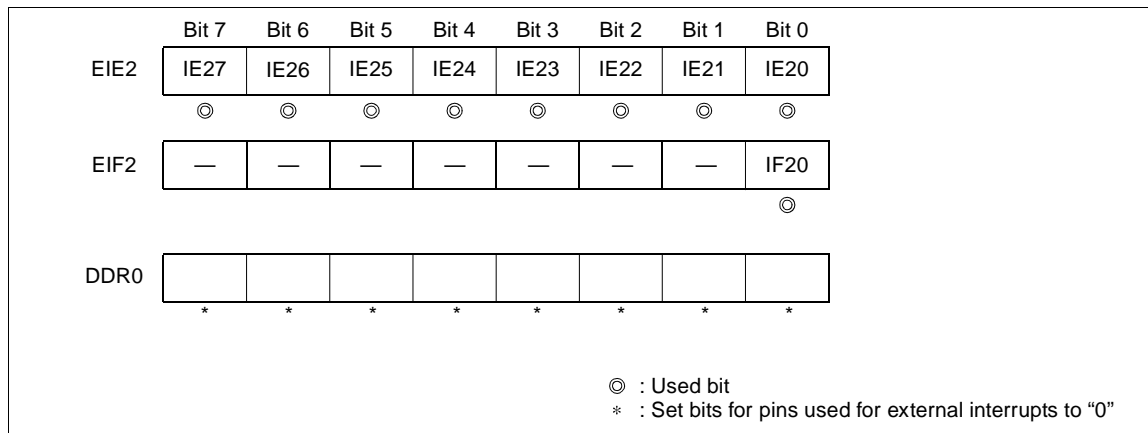 Bit 7 Bit 6 Bit 5 Bit 4 Bit 3 Bit 2 Bit 1 Bit 0
EIE2 IE27 IE26 IE25 IE24 IE23 IE22 IE21 IE20
◎ ◎ ◎ ◎ ◎ ◎ ◎ ◎
EIF2 — — — — — — — IF20
◎
DDR0
* * * * * * * *
◎ : Used bit
* : Set bits for pins used for external interrupts to “0”